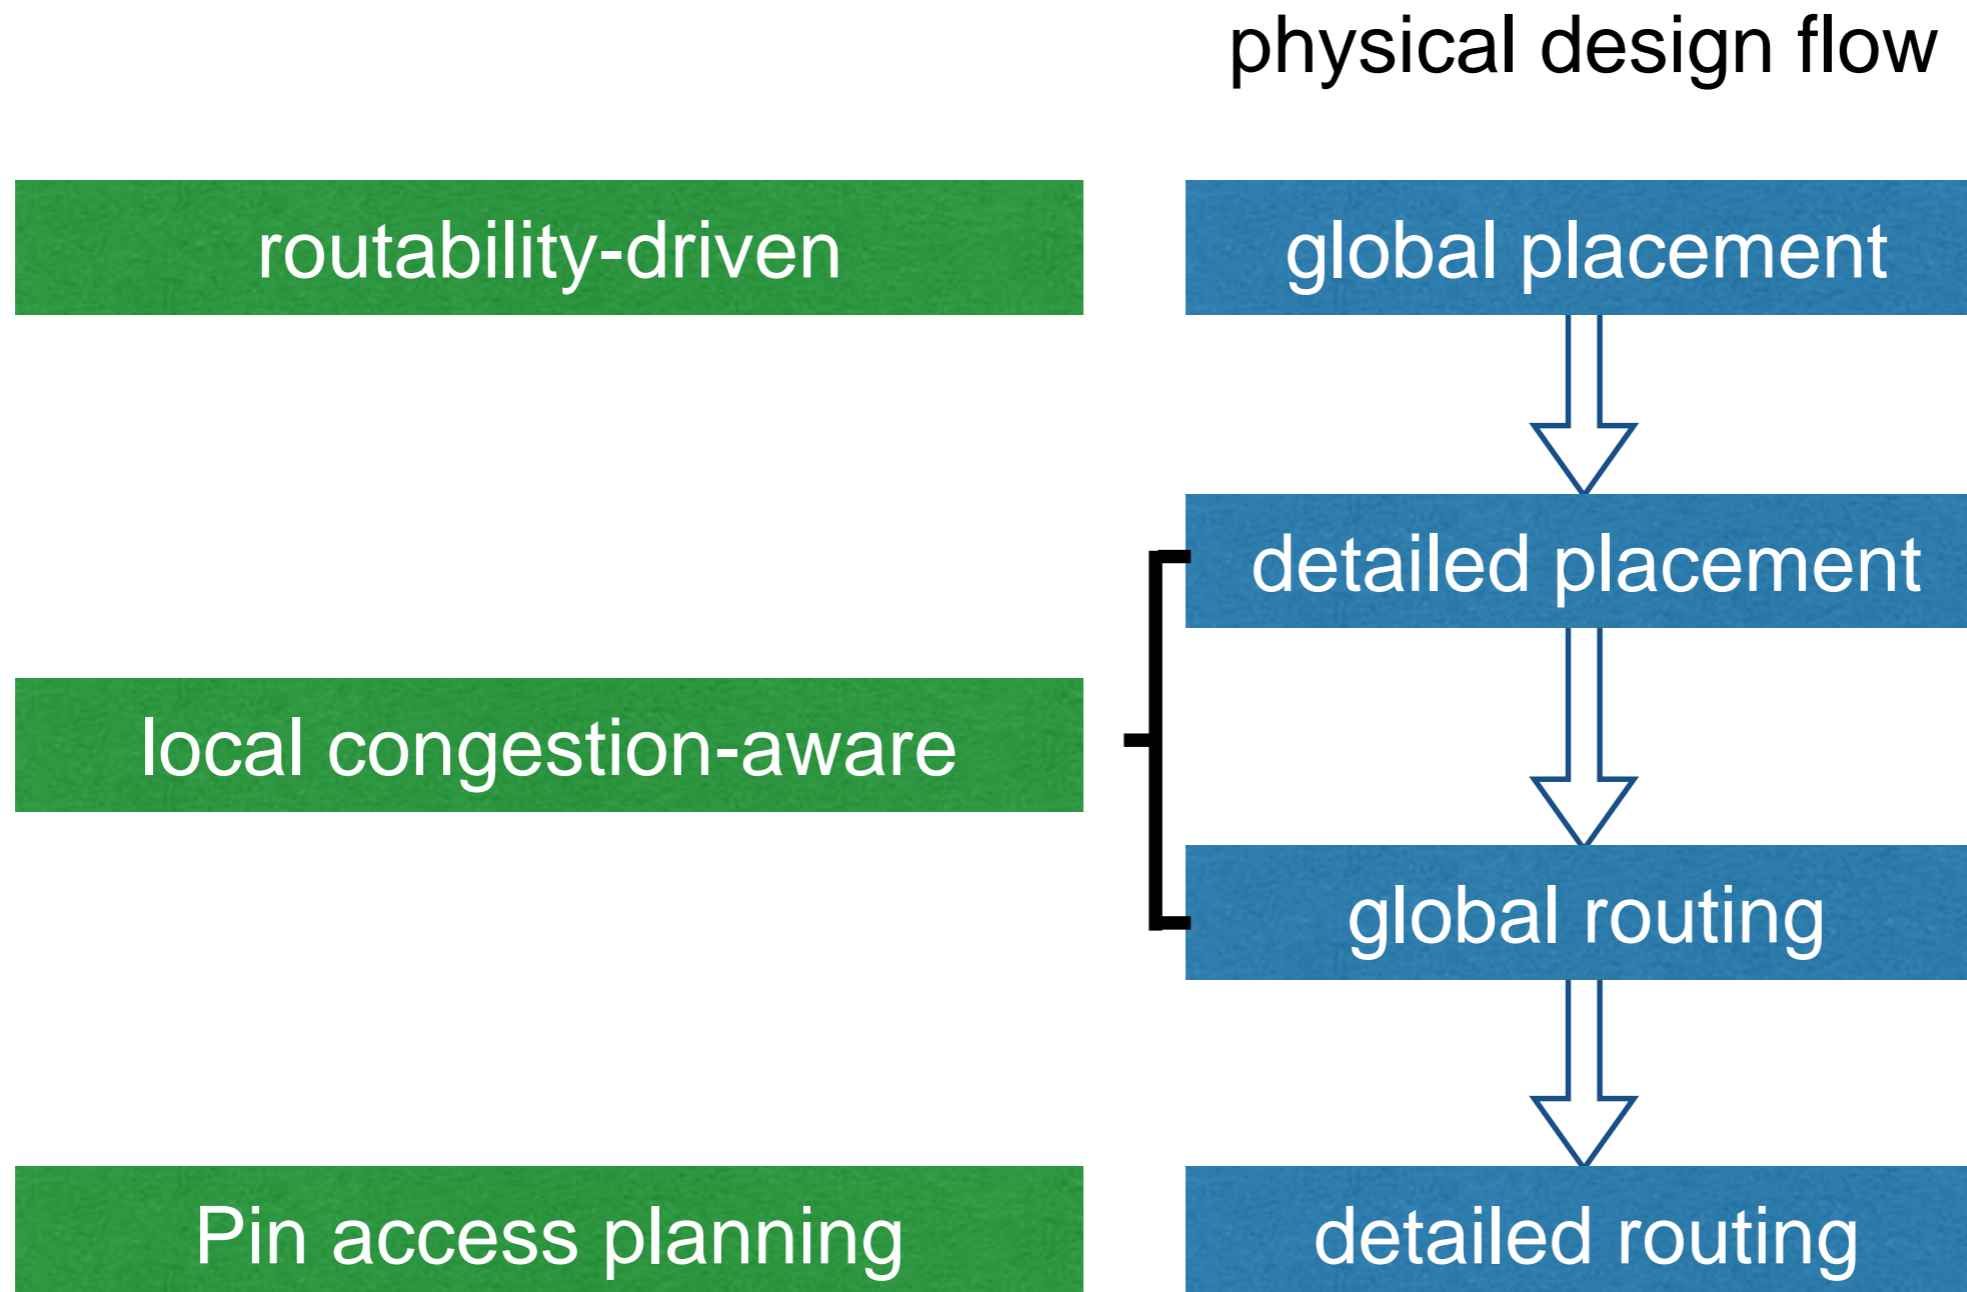 physical design flow
routability-driven
global placement
detailed placement
local congestion-aware
global routing
Pin access planning
detailed routing